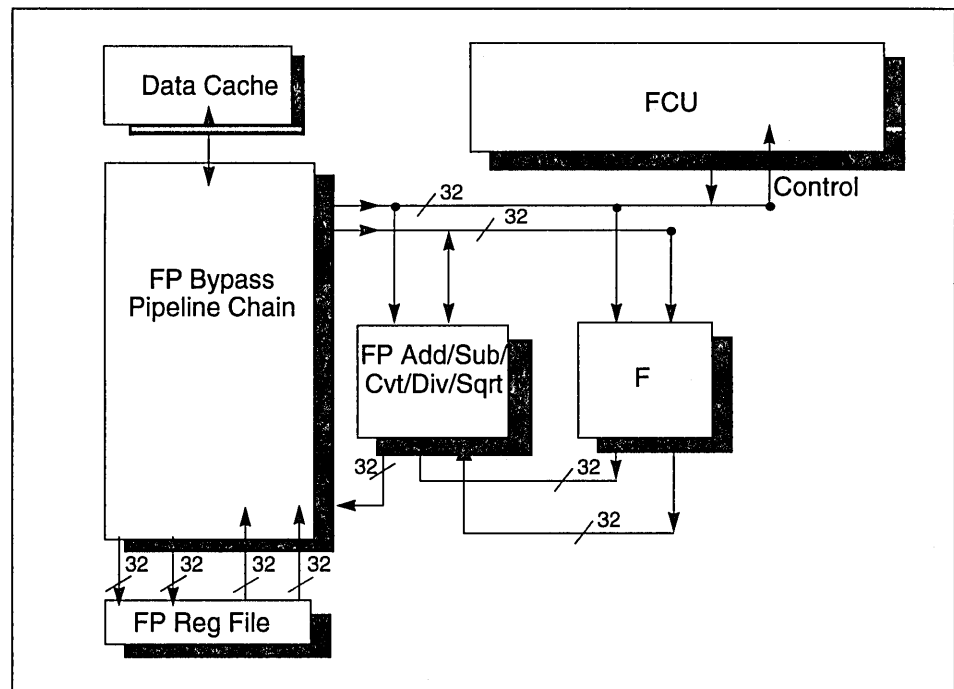 Data Cache
FCU
Control
32
32
FP Bypass
Pipeline Chain
FP Add/Sub/
Cvt/Div/Sqrt
F
32
32
32
32
32
32
32
FP Reg File